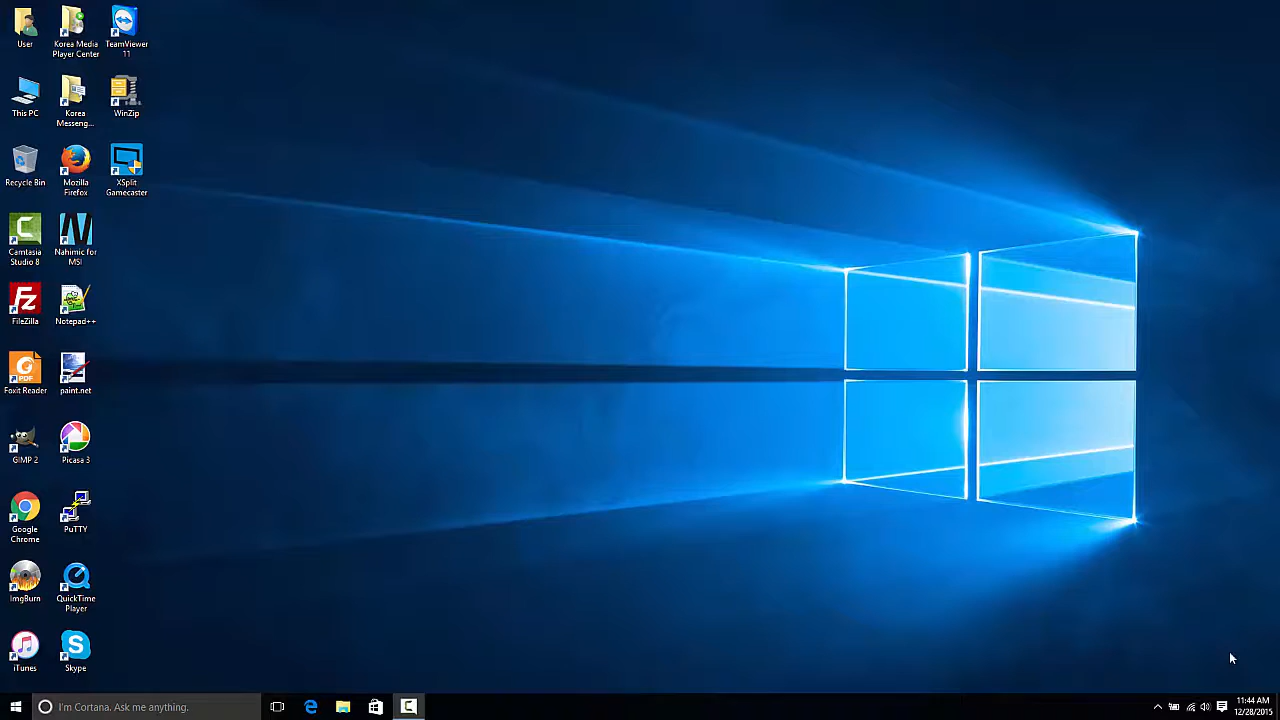 User
Korea Media
Player Center
TeamViewer
11
This PC
Korea
Messeng...
WinZip
Recycle Bin
Mozilla
Firefox
XSplit
Gamecaster
Camtasia
Studio 8
Nahimic for
MSI
FileZilla
Notepad++
PDF
Foxit Reader
paint.net
GIMP 2
Picasa 3
Google
Chrome
PuTTY
ImgBurn
QuickTime
Player
iTunes
Skype
I'm Cortana. Ask me anything.
11:44 AM
12/28/2015